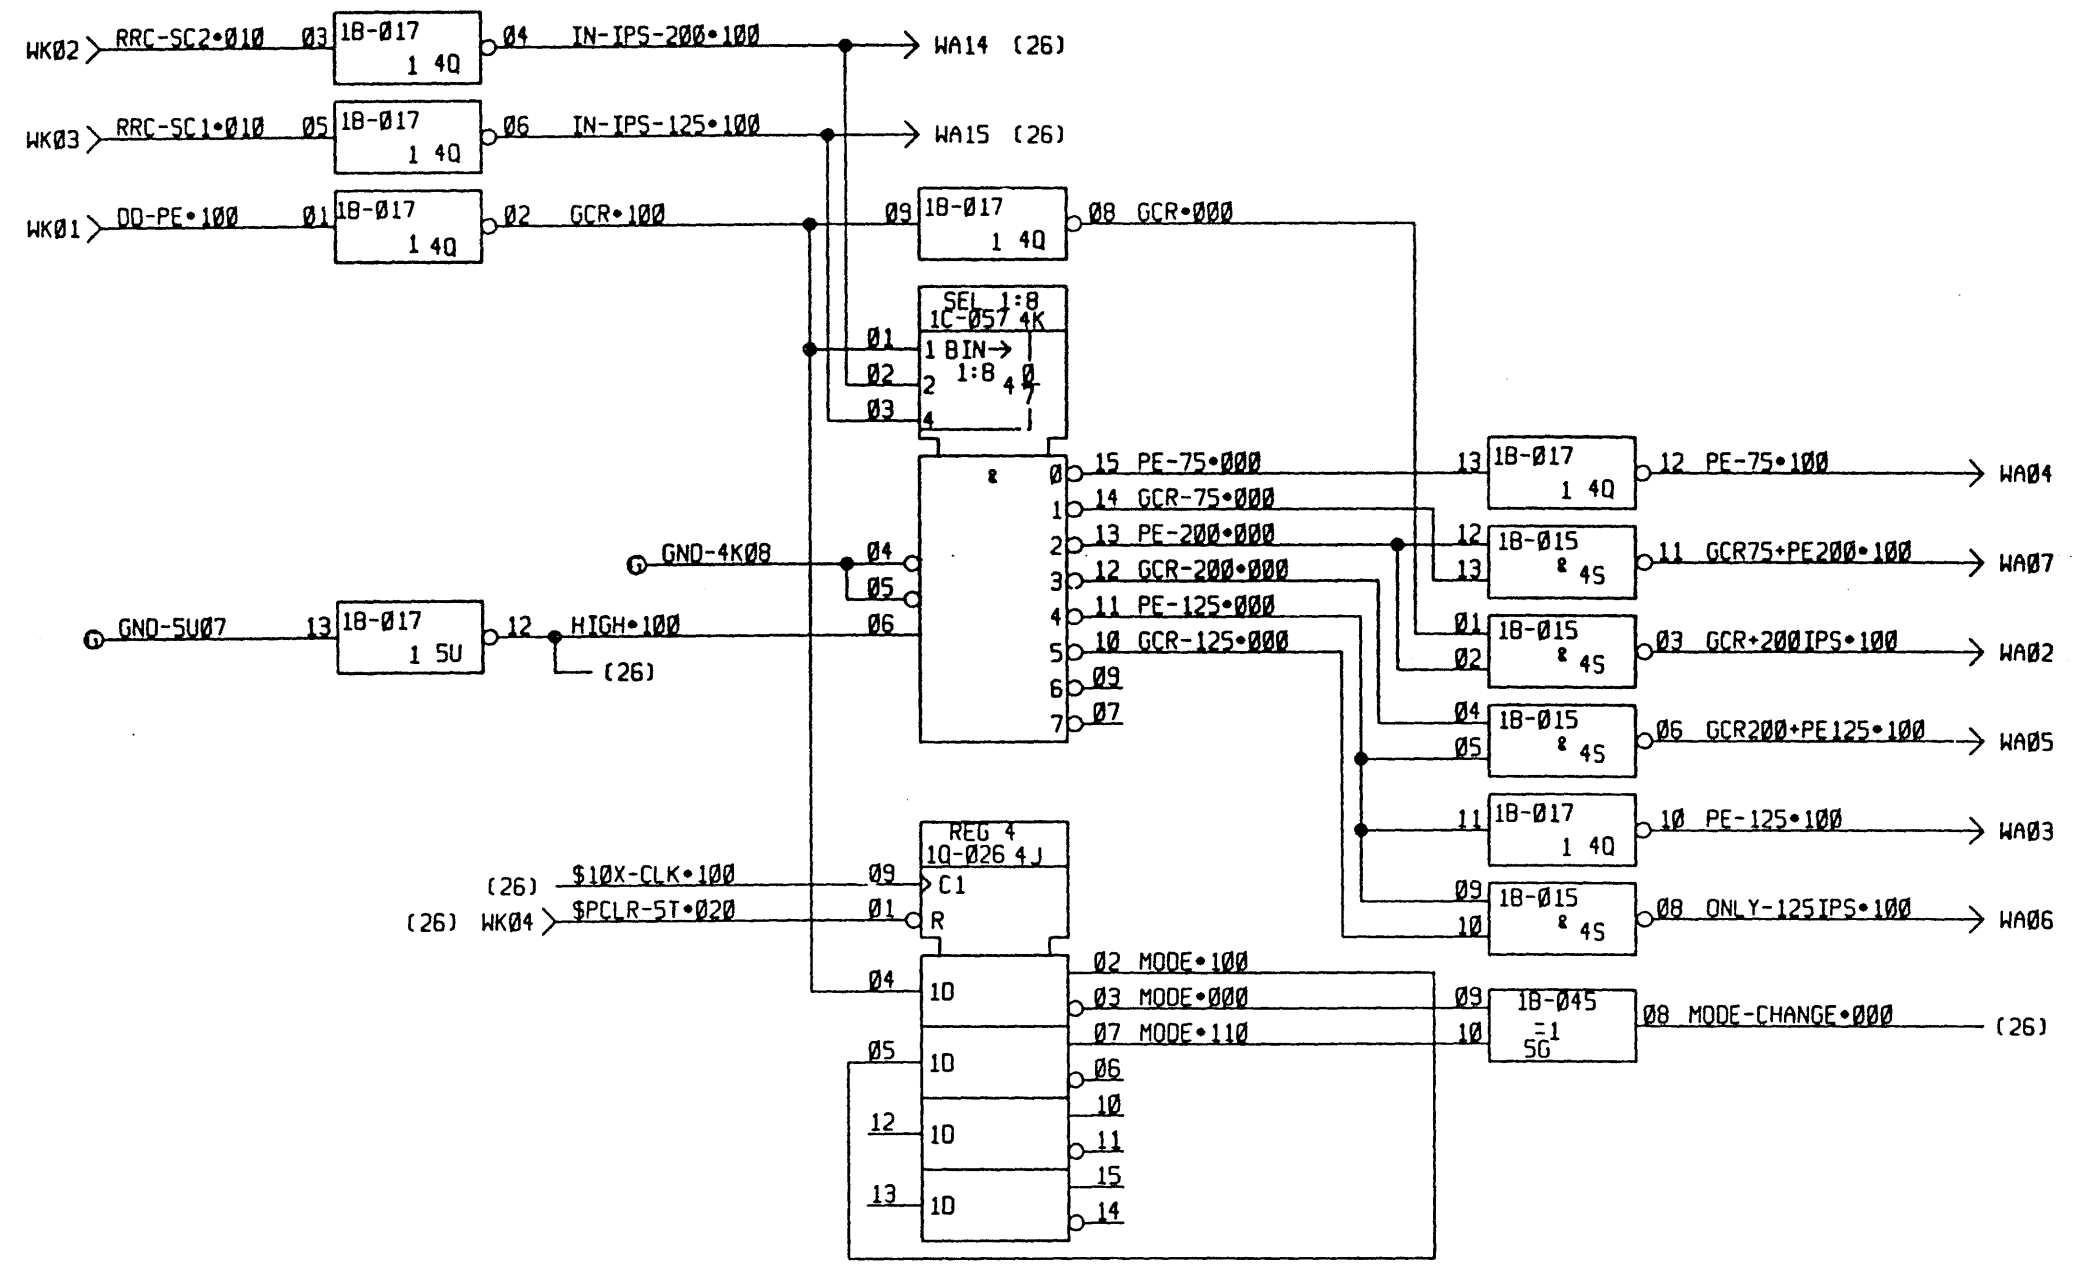 WK02 RRC-SC2•010 03 1B-017 04 IN-IPS-200•100 WA14 (26)
1 4Q
WK03 RRC-SC1•010 05 1B-017 06 IN-IPS-125•100 WA15 (26)
1 4Q
WK01 DD-PE•100 01 1B-017 02 GCR•100 09 1B-017 08 GCR•000
1 4Q 1 4Q
SEL 1:8
1C-057 4K
01 1 BIN→
1:8
02 2 4 0
7
03 4
&
0 15 PE-75•000 13 1B-017 12 PE-75•100 WA04
1 4Q
1 14 GCR-75•000
2 13 PE-200•000 12 1B-015 11 GCR75+PE200•100 WA07
13 & 4S
G GND-4K08 04
3 12 GCR-200•000
05
4 11 PE-125•000
G GND-5U07 13 1B-017 12 HIGH•100 06
1 5U
(26)
5 10 GCR-125•000
01 1B-015 03 GCR+200IPS•100 WA02
02 & 4S
6 09
7 07
04 1B-015 06 GCR200+PE125•100 WA05
05 & 4S
11 1B-017 10 PE-125•100 WA03
1 4Q
REG 4
1Q-026 4J
(26) $10X-CLK•100 09 C1
(26) WK04 $PCLR-5T•020 01 R
09 1B-015 08 ONLY-125IPS•100 WA06
10 & 4S
02 MODE•100
04 1D
03 MODE•000 09 1B-045 08 MODE-CHANGE•000 (26)
=1
07 MODE•110 10 5G
05 1D
06
10
12 1D
11
15
13 1D
14